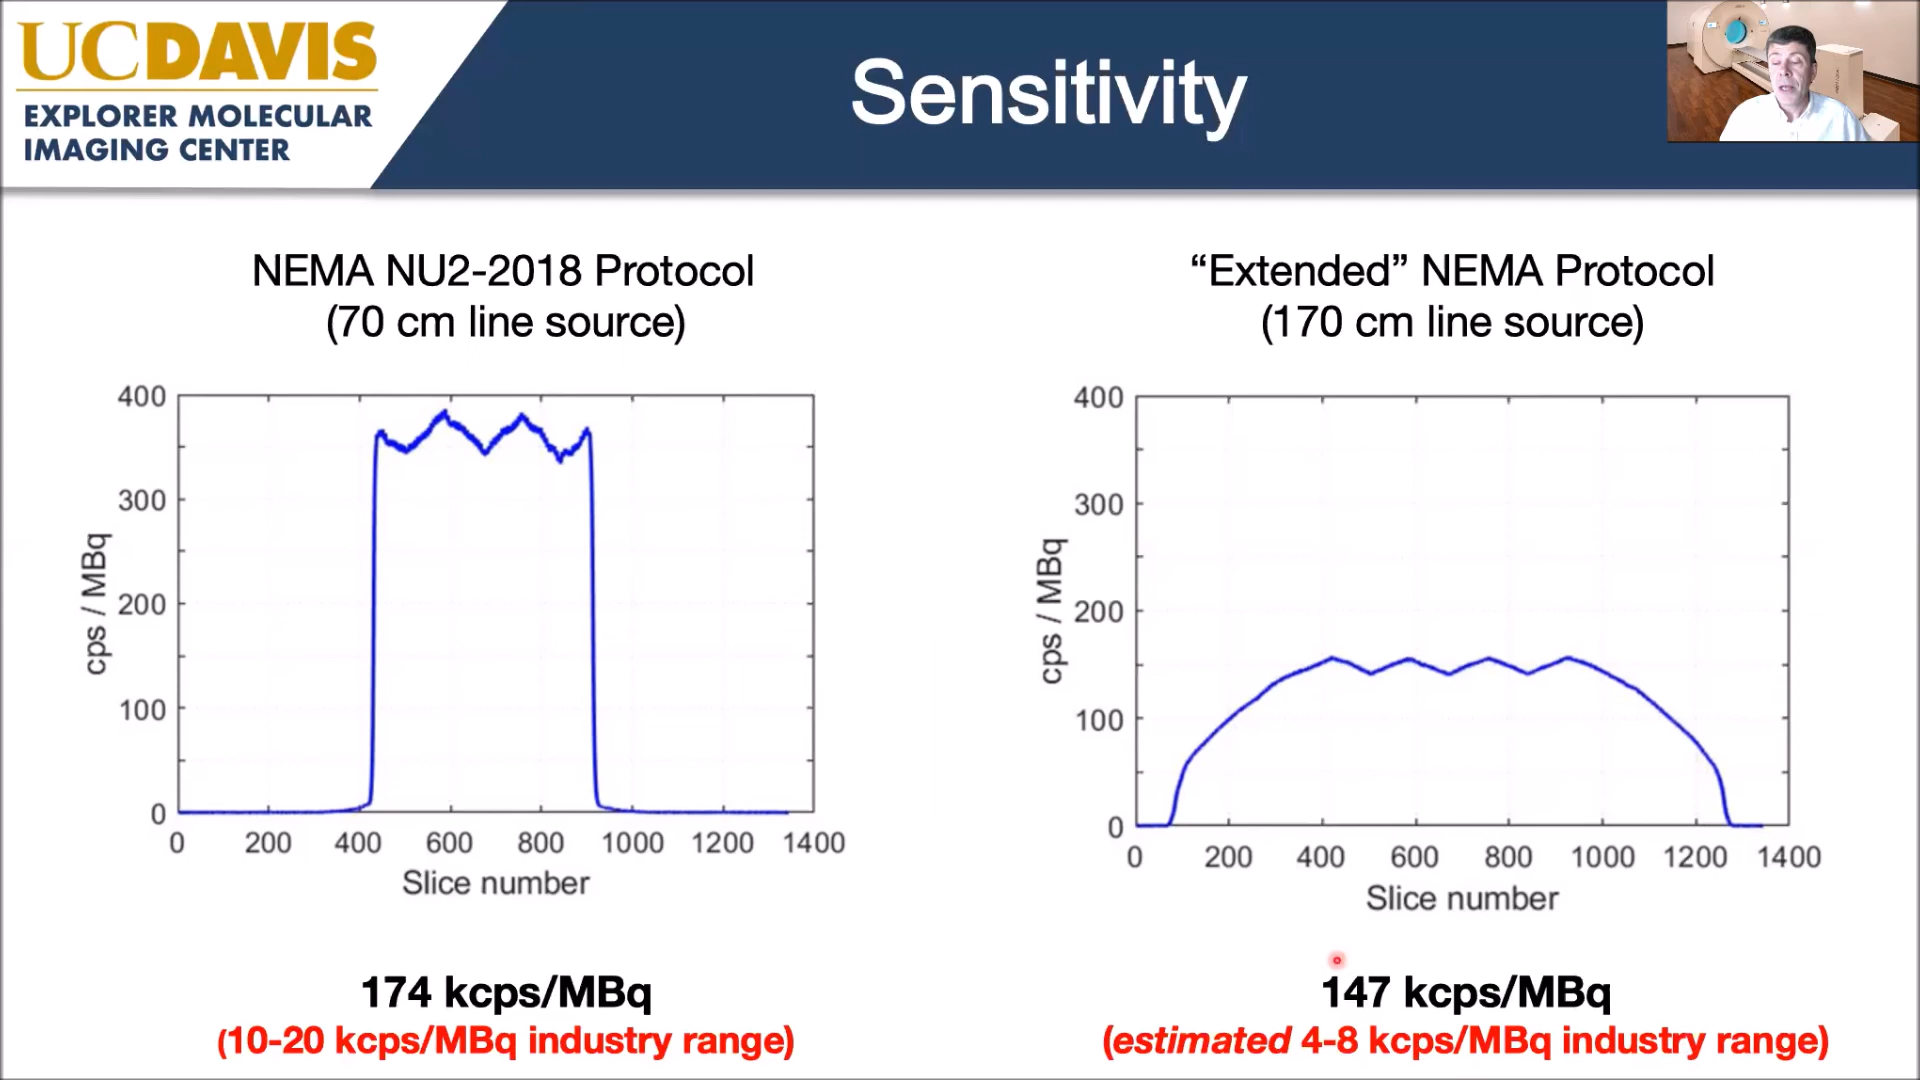 UCDAVIS
EXPLORER MOLECULAR
IMAGING CENTER
Sensitivity
NEMA NU2-2018 Protocol
(70 cm line source)
400
300
200
100
0
cps / MBq
0 200 400 600 800 1000 1200 1400
Slice number
174 kcps/MBq
(10-20 kcps/MBq industry range)
“Extended” NEMA Protocol
(170 cm line source)
400
300
200
100
0
cps / MBq
0 200 400 600 800 1000 1200 1400
Slice number
147 kcps/MBq
(estimated 4-8 kcps/MBq industry range)